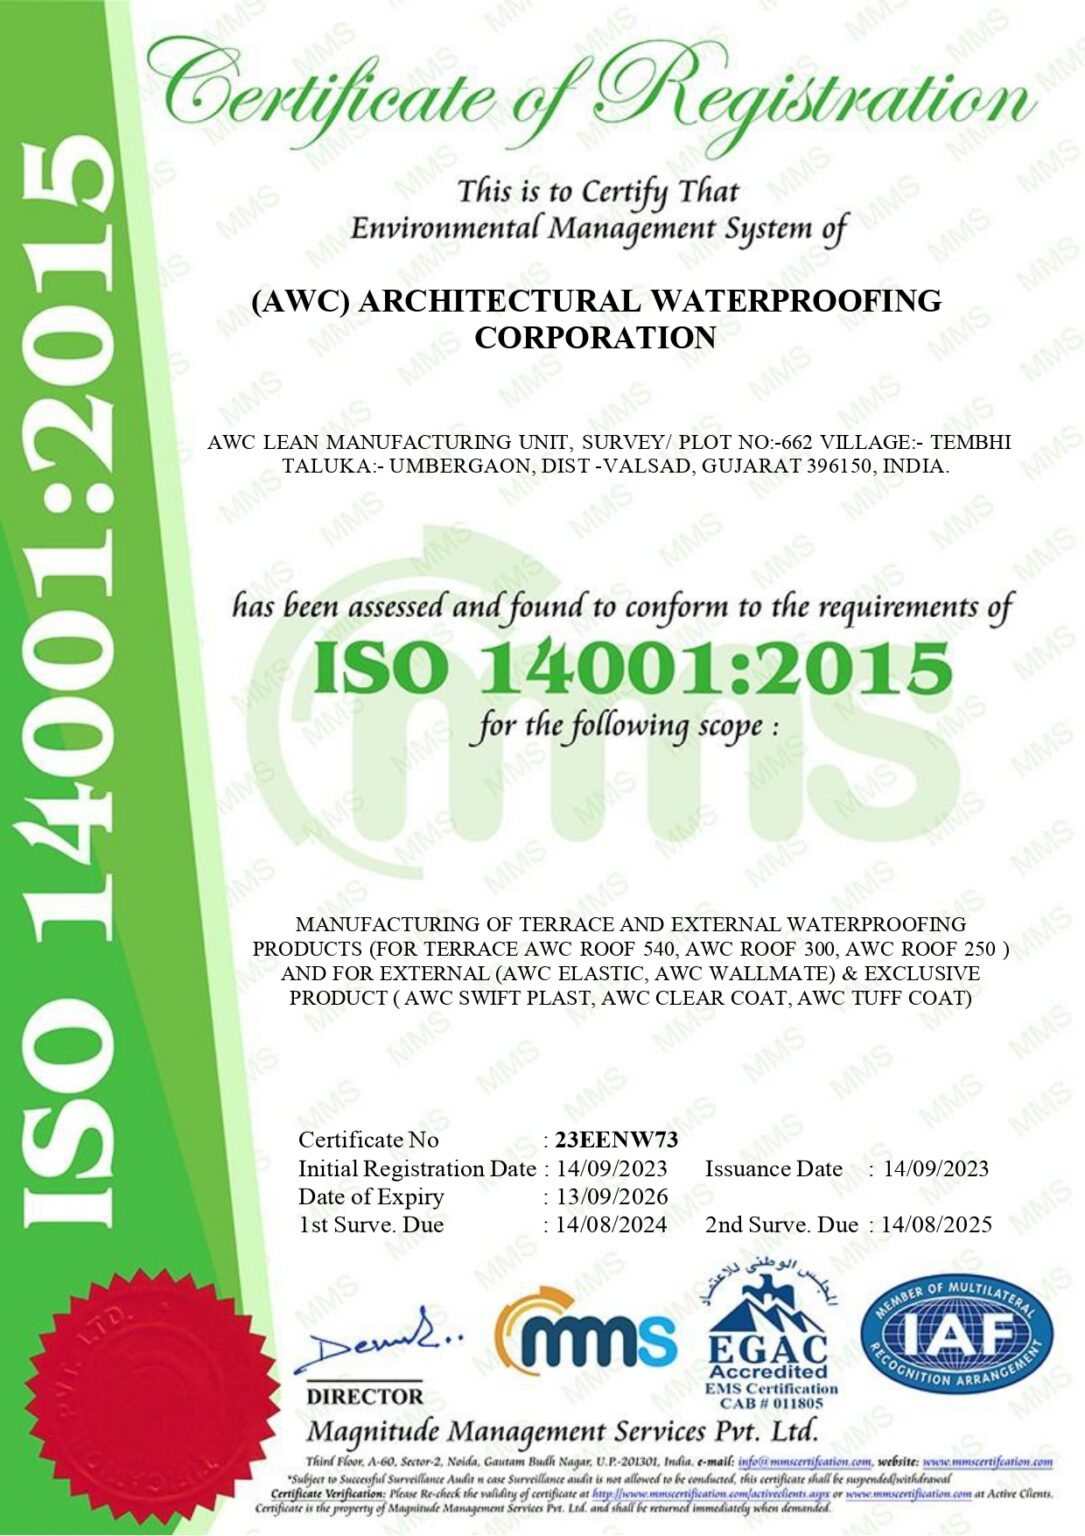 Certificate of Registration
This is to Certify That
Environmental Management System of
(AWC) ARCHITECTURAL WATERPROOFING
CORPORATION
AWC LEAN MANUFACTURING UNIT, SURVEY/ PLOT NO:-662 VILLAGE:- TEMBHI
TALUKA:- UMBERGAON, DIST -VALSAD, GUJARAT 396150, INDIA.
has been assessed and found to conform to the requirements of
ISO 14001:2015
for the following scope :
MANUFACTURING OF TERRACE AND EXTERNAL WATERPROOFING
PRODUCTS (FOR TERRACE AWC ROOF 540, AWC ROOF 300, AWC ROOF 250 )
AND FOR EXTERNAL (AWC ELASTIC, AWC WALLMATE) & EXCLUSIVE
PRODUCT ( AWC SWIFT PLAST, AWC CLEAR COAT, AWC TUFF COAT)
Certificate No : 23EENW73
Initial Registration Date : 14/09/2023 Issuance Date : 14/09/2023
Date of Expiry : 13/09/2026
1st Surve. Due : 14/08/2024 2nd Surve. Due : 14/08/2025
ISO 14001:2015
PVT. LTD.
DIRECTOR
mms
المجلس الوطني للاعتماد
EGAC
Accredited
EMS Certification
CAB # 011805
MEMBER OF MULTILATERAL
IAF
RECOGNITION ARRANGEMENT
Magnitude Management Services Pvt. Ltd.
Third Floor, A-60, Sector-2, Noida, Gautam Budh Nagar, U.P.-201301, India. e-mail: info@mmscertifcation.com, website: www.mmscertification.com
*Subject to Successful Surveillance Audit n case Surveillance audit is not allowed to be conducted, this certificate shall be suspended/withdrawal
Certificate Verification: Please Re-check the validity of certificate at http://www.mmscertification.com/activeclients.aspx or www.mmscertification.com at Active Clients.
Certificate is the property of Magnitude Management Services Pvt. Ltd. and shall be returned immediately when demanded.